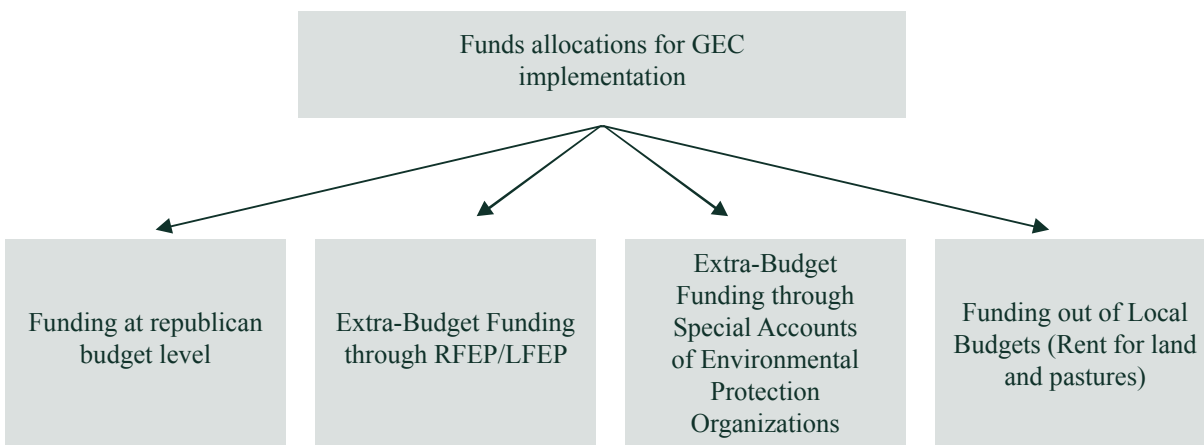 Funds allocations for GEC
implementation
Funding at republican
budget level
Extra-Budget Funding
through RFEP/LFEP
Extra-Budget
Funding through
Special Accounts
of Environmental
Protection
Organizations
Funding out of Local
Budgets (Rent for land
and pastures)